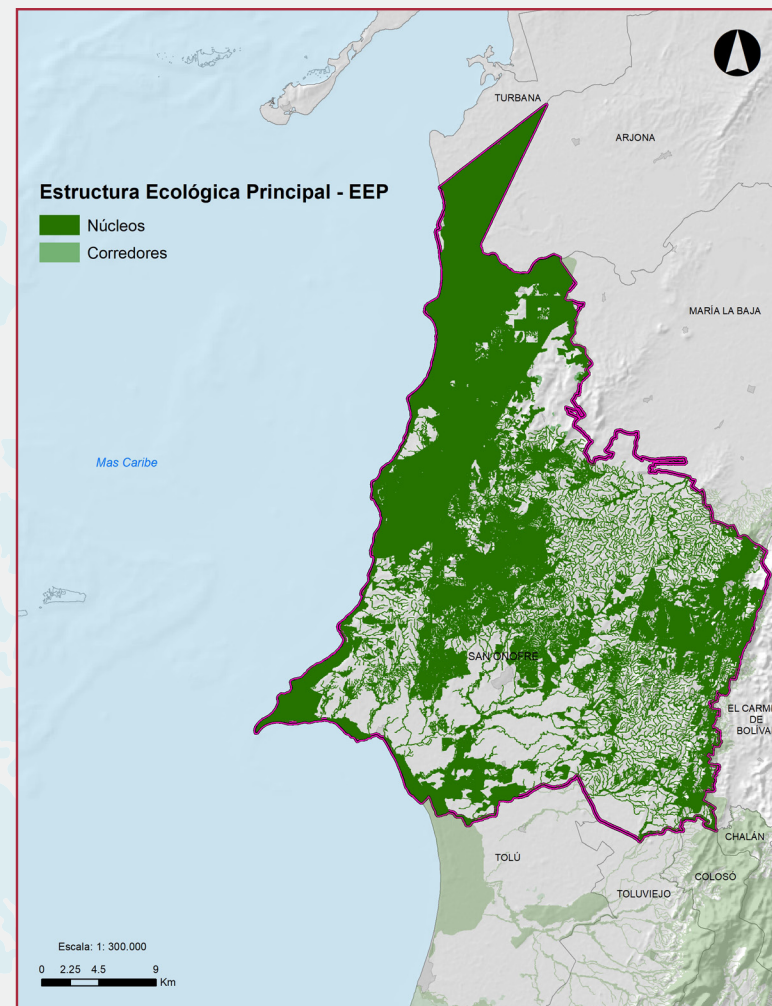 TURBANA
ARJONA
Estructura Ecológica Principal - EEP
Núcleos
Corredores
MARÍA LA BAJA
Mas Caribe
SAN ONOFRE
EL CARM
DE
BOLÍVA
CHALÁN
TOLÚ
COLOSÓ
TOLUVIEJO
Escala: 1: 300.000
0 2.25 4.5 9
Km